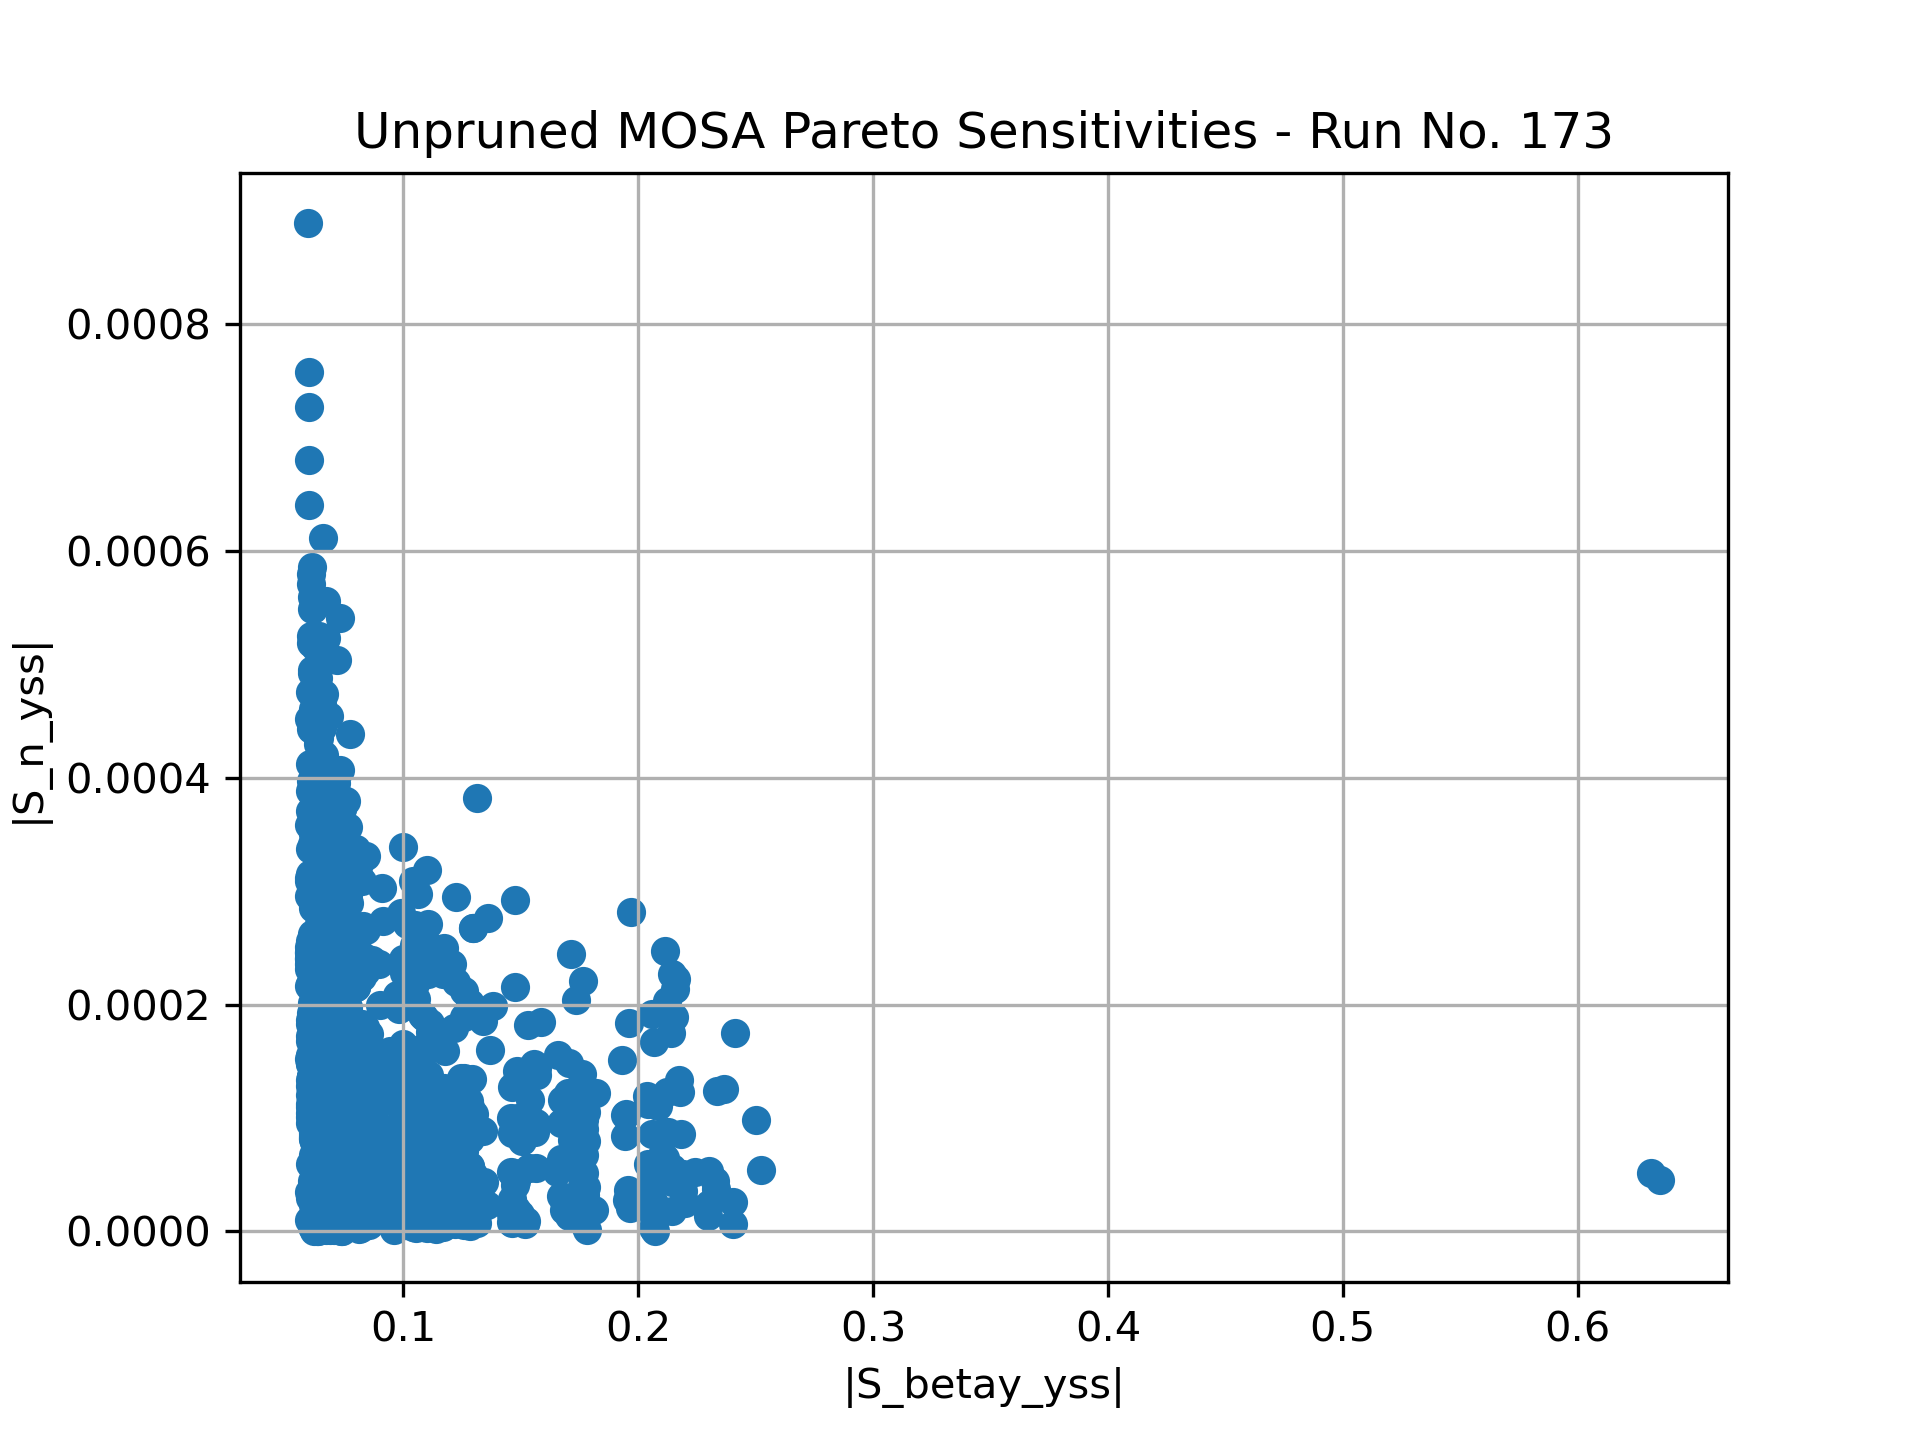 Unpruned MOSA Pareto Sensitivities - Run No. 173
0.0008
0.0006
0.0004
0.0002
0.0000
|S_n_yss|
0.1 0.2 0.3 0.4 0.5 0.6
|S_betay_yss|